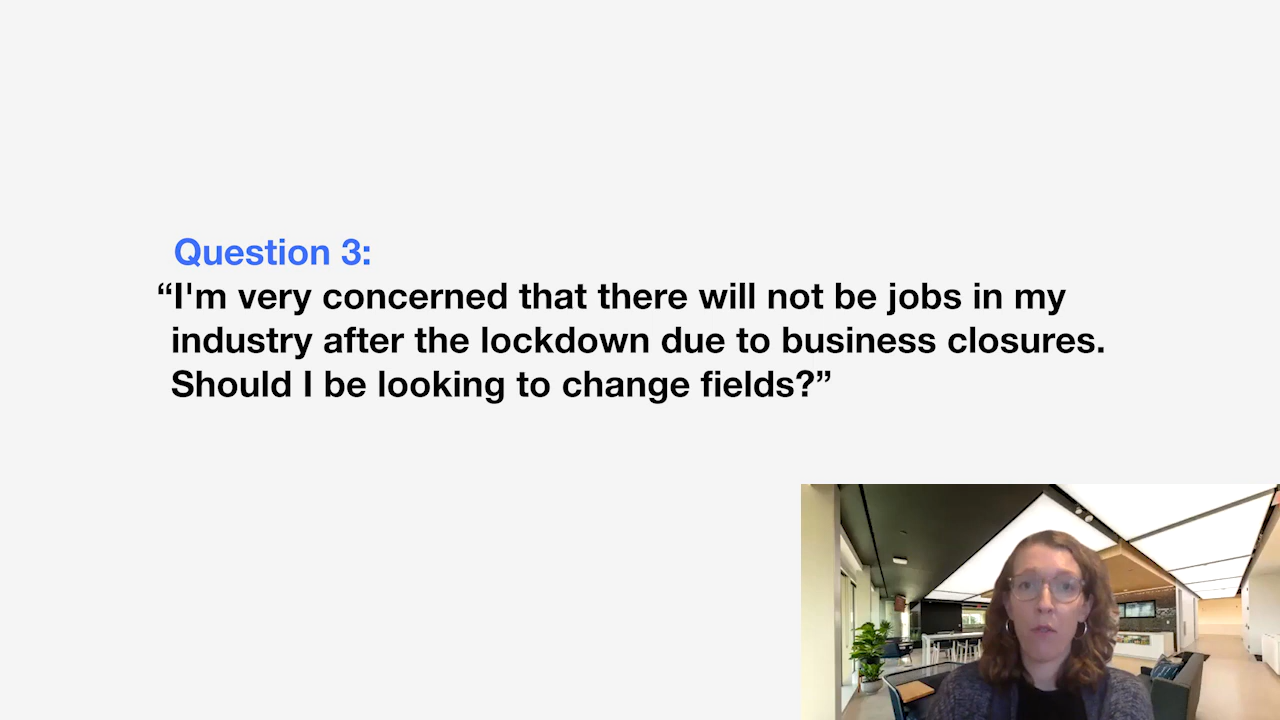 Question 3:
“I'm very concerned that there will not be jobs in my
industry after the lockdown due to business closures.
Should I be looking to change fields?”